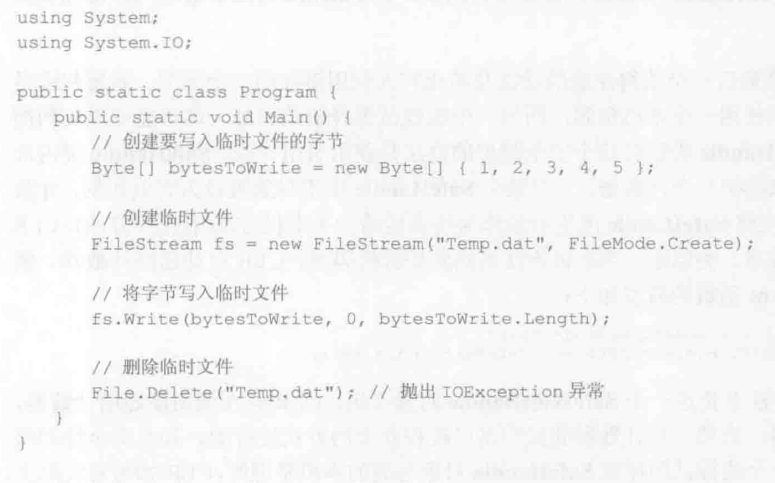 using System;
using System.IO;
public static class Program {
public static void Main() {
// 创建要写入临时文件的字节
Byte[] bytesToWrite = new Byte[] { 1, 2, 3, 4, 5 };
// 创建临时文件
FileStream fs = new FileStream("Temp.dat", FileMode.Create);
// 将字节写入临时文件
fs.Write(bytesToWrite, 0, bytesToWrite.Length);
// 删除临时文件
File.Delete("Temp.dat"); // 抛出 IOException 异常
}
}